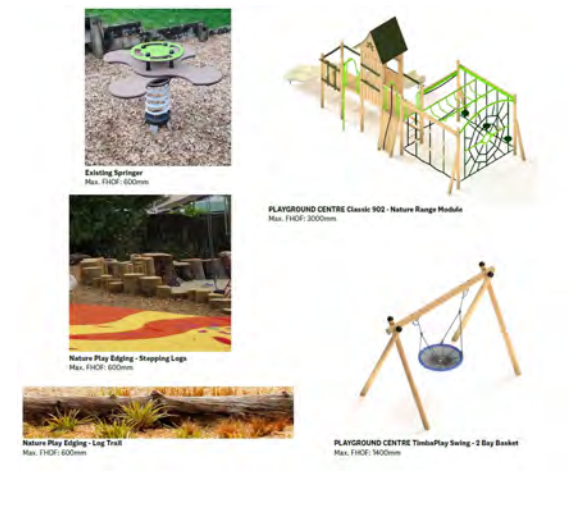 Existing Springer
Max. FHOF: 600mm
PLAYGROUND CENTRE Classic 902 - Nature Range Module
Max. FHOF: 3000mm
Nature Play Edging - Stepping Logs
Max. FHOF: 600mm
Nature Play Edging - Log Trail
Max. FHOF: 600mm
PLAYGROUND CENTRE TimbaPlay Swing - 2 Bay Basket
Max. FHOF: 1400mm